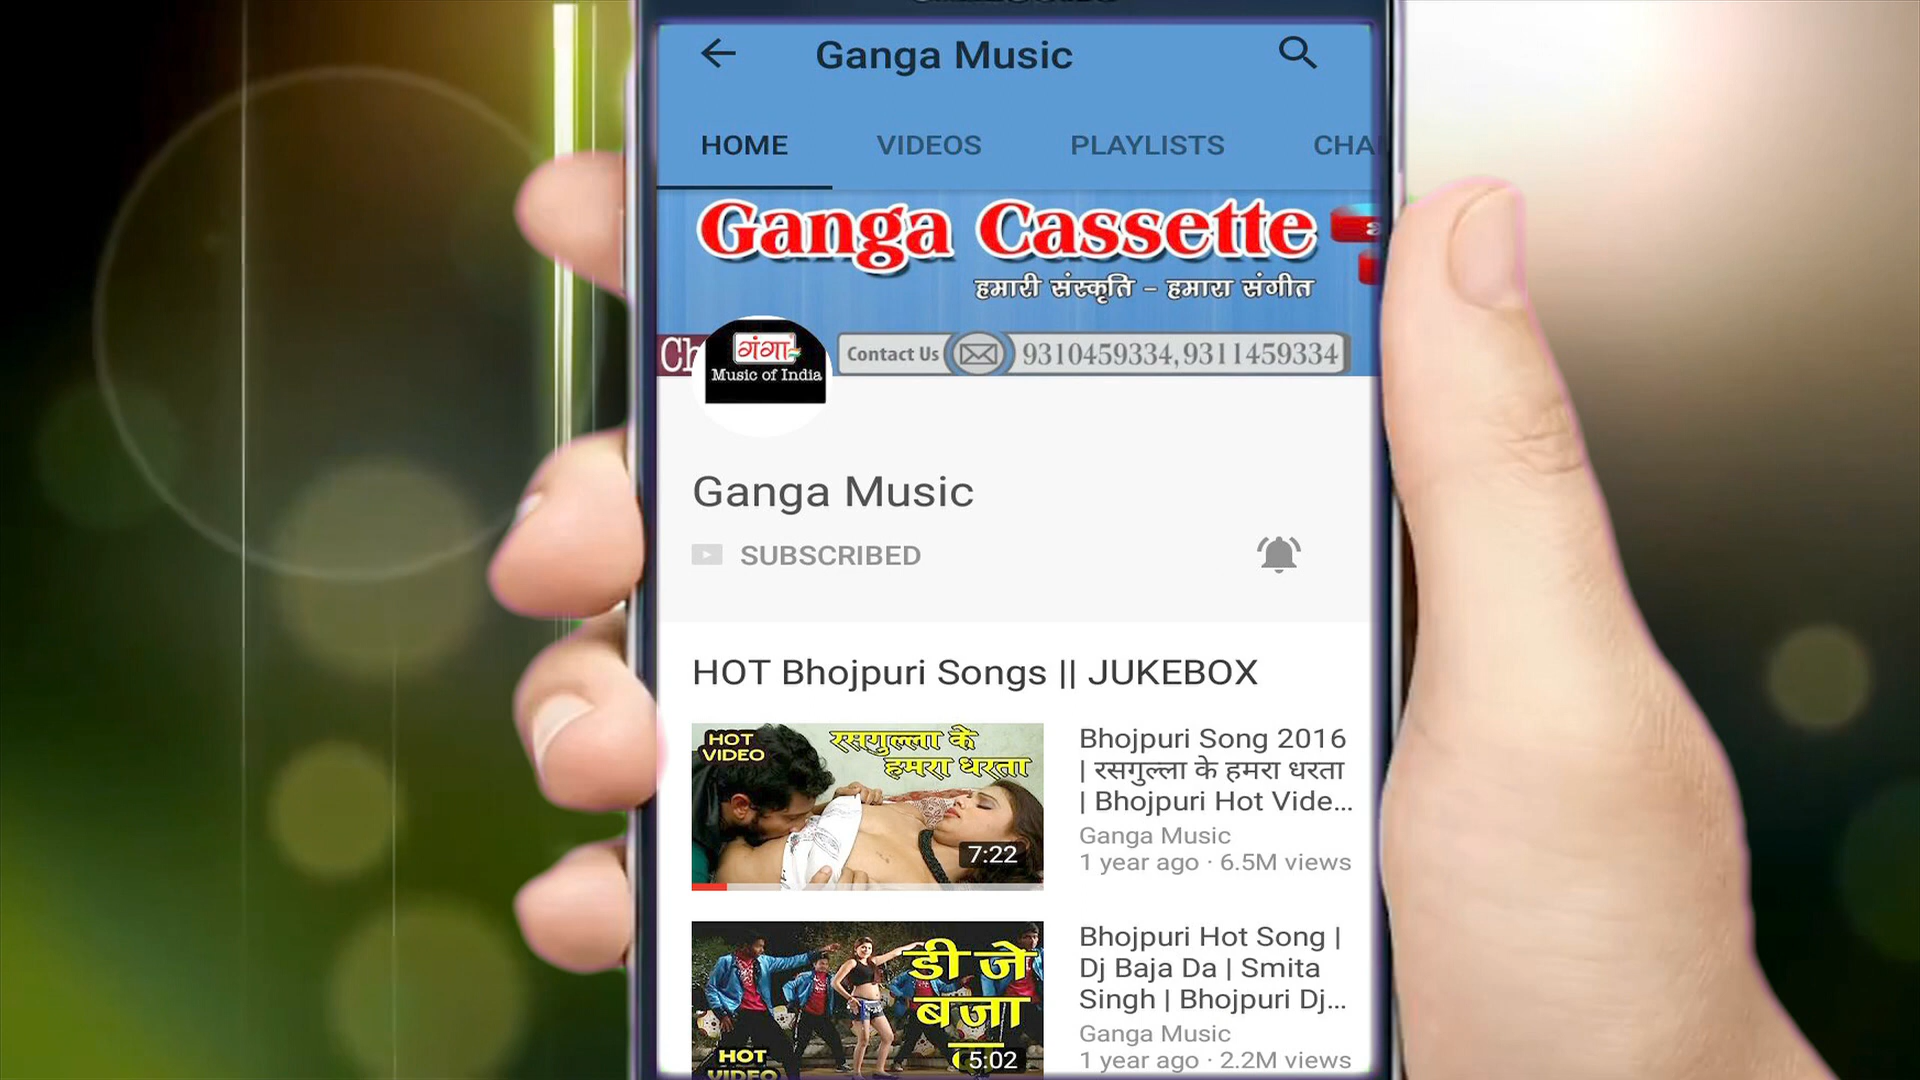 Ganga Music
HOME VIDEOS PLAYLISTS CHA
Ganga Cassette
हमारी संस्कृति - हमारा संगीत
Ch
गंगा
Music of India
Contact Us 9310459334, 9311459334
Ganga Music
SUBSCRIBED
HOT Bhojpuri Songs || JUKEBOX
HOT
VIDEO
रसगुल्ला के
हमरा धरता
7:22
Bhojpuri Song 2016
| रसगुल्ला के हमरा धरता
| Bhojpuri Hot Vide...
Ganga Music
1 year ago · 6.5M views
डी जे
बजा
HOT
VIDEO
5:02
Bhojpuri Hot Song |
Dj Baja Da | Smita
Singh | Bhojpuri Dj...
Ganga Music
1 year ago · 2.2M views